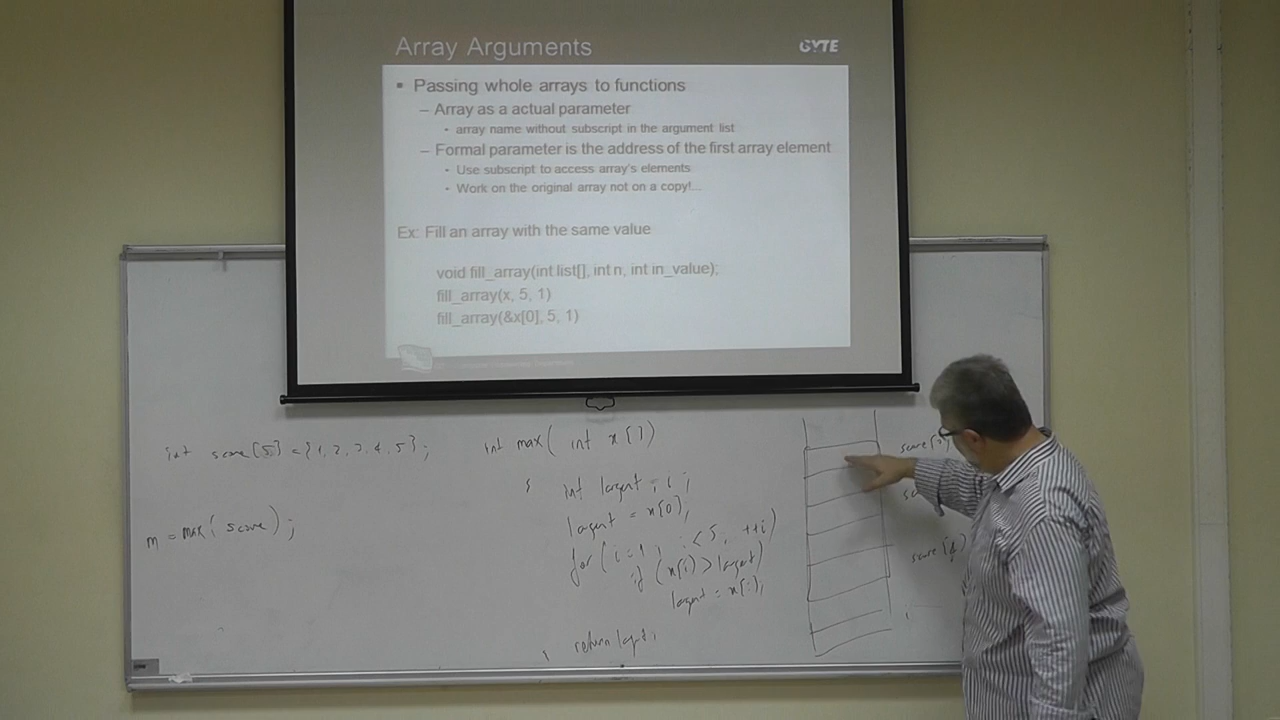 Array Arguments
GYTE
▪ Passing whole arrays to functions
– Array as a actual parameter
• array name without subscript in the argument list
– Formal parameter is the address of the first array element
• Use subscript to access array's elements
• Work on the original array not on a copy!...
Ex: Fill an array with the same value
void fill_array(int list[], int n, int in_value);
fill_array(x, 5, 1)
fill_array(&x[0], 5, 1)
int score[5] = {1, 2, 3, 4, 5};
m = max( score );
int max( int x[])
int largest, i;
largest = x[0];
for (i=1; i<5; ++i)
if (x[i] > largest)
largest = x[i];
return largest;
score[
score[4]
i
GYTE